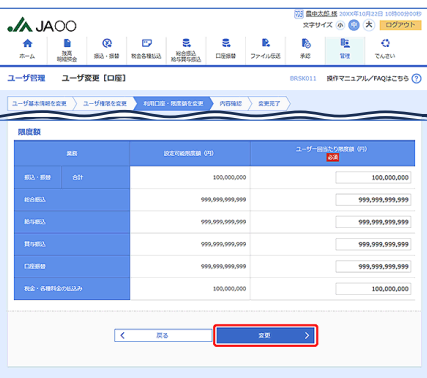 農中太郎 様 20XX年10月22日 10時00分00秒
JA〇〇
文字サイズ 小 中 大 ログアウト
ホーム
残高
明細照会
振込・振替
税金各種払込
総合振込
給与賞与振込
口座振替
ファイル伝送
承認
管理
でんさい
ユーザ管理 ユーザ変更【口座】
BRSK011 操作マニュアル/FAQはこちら ?
ユーザ基本情報を変更
ユーザ権限を変更
利用口座・限度額を変更
内容確認
変更完了
限度額
業務 設定可能限度額 (円) ユーザ一回当たり限度額 (円)
必須
振込・振替 合計 100,000,000 100,000,000
総合振込 999,999,999,999 999,999,999,999
給与振込 999,999,999,999 999,999,999,999
賞与振込 999,999,999,999 999,999,999,999
口座振替 999,999,999,999 999,999,999,999
税金・各種料金の払込み 100,000,000 100,000,000
戻る
変更